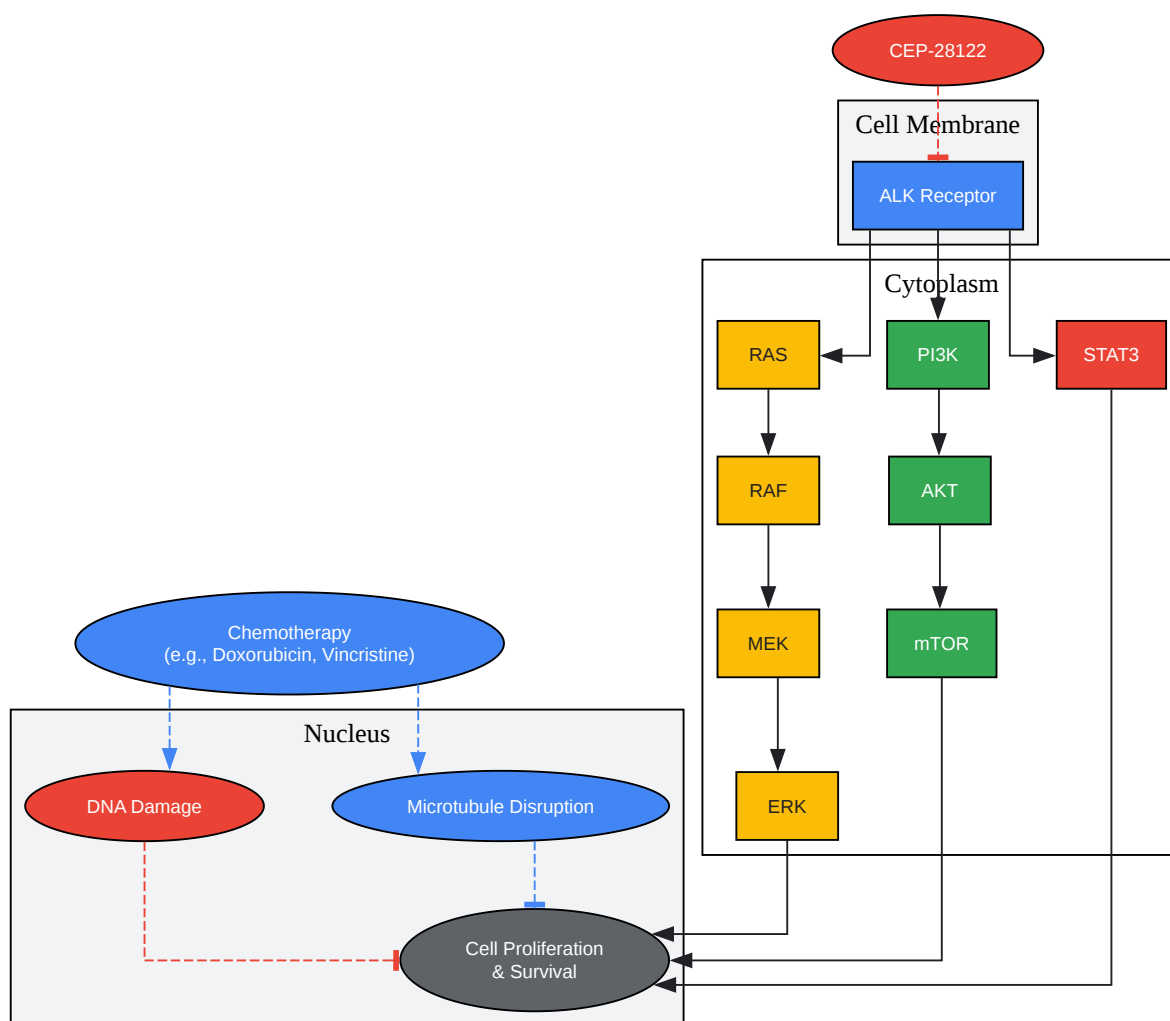 CEP-28122
Cell Membrane
ALK Receptor
Cytoplasm
RAS
PI3K
STAT3
RAF
AKT
Chemotherapy
(e.g., Doxorubicin, Vincristine)
MEK
mTOR
Nucleus
DNA Damage
Microtubule Disruption
ERK
Cell Proliferation
& Survival